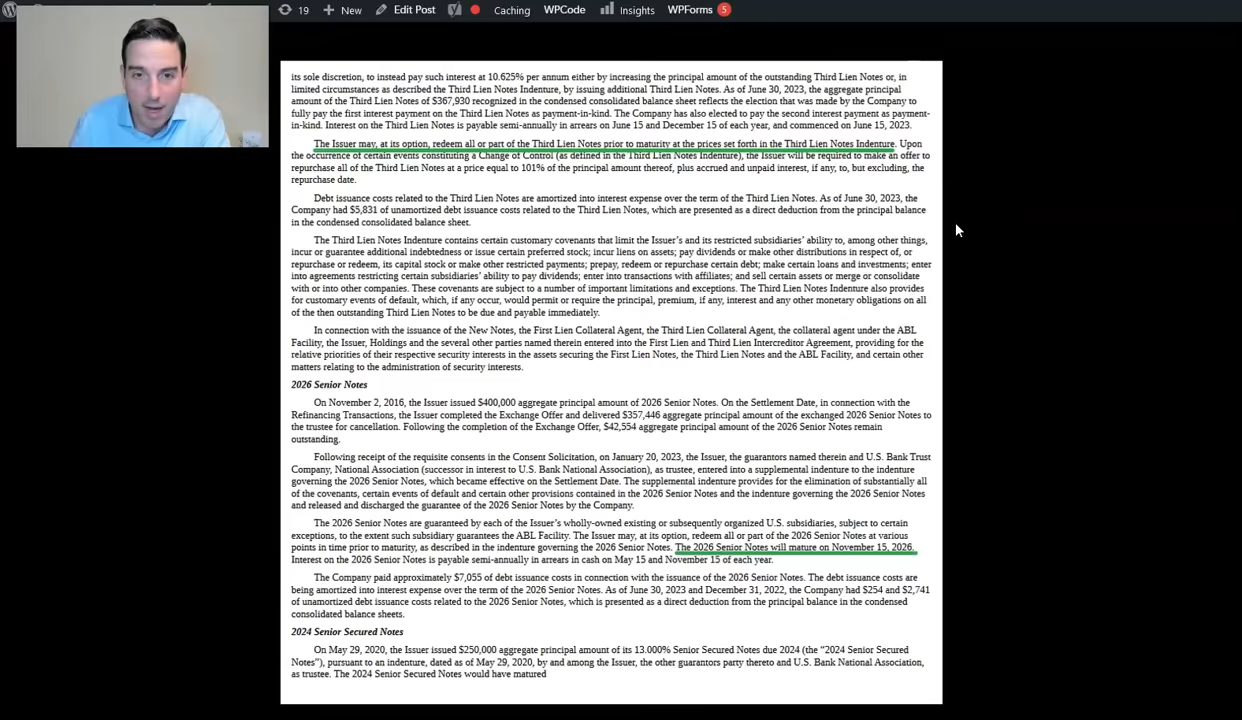 19 New Edit Post Caching WPCode Insights WPForms 5
its sole discretion, to instead pay such interest at 10.625% per annum either by increasing the principal amount of the outstanding Third Lien Notes or, in
limited circumstances as described the Third Lien Notes Indenture, by issuing additional Third Lien Notes. As of June 30, 2023, the aggregate principal
amount of the Third Lien Notes of $367,930 recognized in the condensed consolidated balance sheet reflects the election that was made by the Company to
fully pay the first interest payment on the Third Lien Notes as payment-in-kind. The Company has also elected to pay the second interest payment as payment-
in-kind. Interest on the Third Lien Notes is payable semi-annually in arrears on June 15 and December 15 of each year, and commenced on June 15, 2023.
The Issuer may, at its option, redeem all or part of the Third Lien Notes prior to maturity at the prices set forth in the Third Lien Notes Indenture. Upon
the occurrence of certain events constituting a Change of Control (as defined in the Third Lien Notes Indenture), the Issuer will be required to make an offer to
repurchase all of the Third Lien Notes at a price equal to 101% of the principal amount thereof, plus accrued and unpaid interest, if any, to, but excluding, the
repurchase date.
Debt issuance costs related to the Third Lien Notes are amortized into interest expense over the term of the Third Lien Notes. As of June 30, 2023, the
Company had $5,831 of unamortized debt issuance costs related to the Third Lien Notes, which are presented as a direct deduction from the principal balance
in the condensed consolidated balance sheet.
The Third Lien Notes Indenture contains certain customary covenants that limit the Issuer's and its restricted subsidiaries' ability to, among other things,
incur or guarantee additional indebtedness or issue certain preferred stock; incur liens on assets; pay dividends or make other distributions in respect of, or
repurchase or redeem, its capital stock or make other restricted payments; prepay, redeem or repurchase certain debt; make certain loans and investments; enter
into agreements restricting certain subsidiaries' ability to pay dividends; enter into transactions with affiliates; and sell certain assets or merge or consolidate
with or into other companies. These covenants are subject to a number of important limitations and exceptions. The Third Lien Notes Indenture also provides
for customary events of default, which, if any occur, would permit or require the principal, premium, if any, interest and any other monetary obligations on all
of the then outstanding Third Lien Notes to be due and payable immediately.
In connection with the issuance of the New Notes, the First Lien Collateral Agent, the Third Lien Collateral Agent, the collateral agent under the ABL
Facility, the Issuer, Holdings and the several other parties named therein entered into the First Lien and Third Lien Intercreditor Agreement, providing for the
relative priorities of their respective security interests in the assets securing the First Lien Notes, the Third Lien Notes and the ABL Facility, and certain other
matters relating to the administration of security interests.
2026 Senior Notes
On November 2, 2016, the Issuer issued $400,000 aggregate principal amount of 2026 Senior Notes. On the Settlement Date, in connection with the
Refinancing Transactions, the Issuer completed the Exchange Offer and delivered $357,446 aggregate principal amount of the exchanged 2026 Senior Notes to
the trustee for cancellation. Following the completion of the Exchange Offer, $42,554 aggregate principal amount of the 2026 Senior Notes remain
outstanding.
Following receipt of the requisite consents in the Consent Solicitation, on January 20, 2023, the Issuer, the guarantors named therein and U.S. Bank Trust
Company, National Association (successor in interest to U.S. Bank National Association), as trustee, entered into a supplemental indenture to the indenture
governing the 2026 Senior Notes, which became effective on the Settlement Date. The supplemental indenture provides for the elimination of substantially all
of the covenants, certain events of default and certain other provisions contained in the 2026 Senior Notes and the indenture governing the 2026 Senior Notes
and released and discharged the guarantee of the 2026 Senior Notes by the Company.
The 2026 Senior Notes are guaranteed by each of the Issuer's wholly-owned existing or subsequently organized U.S. subsidiaries, subject to certain
exceptions, to the extent such subsidiary guarantees the ABL Facility. The Issuer may, at its option, redeem all or part of the 2026 Senior Notes at various
points in time prior to maturity, as described in the indenture governing the 2026 Senior Notes. The 2026 Senior Notes will mature on November 15, 2026.
Interest on the 2026 Senior Notes is payable semi-annually in arrears in cash on May 15 and November 15 of each year.
The Company paid approximately $7,055 of debt issuance costs in connection with the issuance of the 2026 Senior Notes. The debt issuance costs are
being amortized into interest expense over the term of the 2026 Senior Notes. As of June 30, 2023 and December 31, 2022, the Company had $254 and $2,741
of unamortized debt issuance costs related to the 2026 Senior Notes, which is presented as a direct deduction from the principal balance in the condensed
consolidated balance sheets.
2024 Senior Secured Notes
On May 29, 2020, the Issuer issued $250,000 aggregate principal amount of its 13.000% Senior Secured Notes due 2024 (the “2024 Senior Secured
Notes”), pursuant to an indenture, dated as of May 29, 2020, by and among the Issuer, the other guarantors party thereto and U.S. Bank National Association,
as trustee. The 2024 Senior Secured Notes would have matured